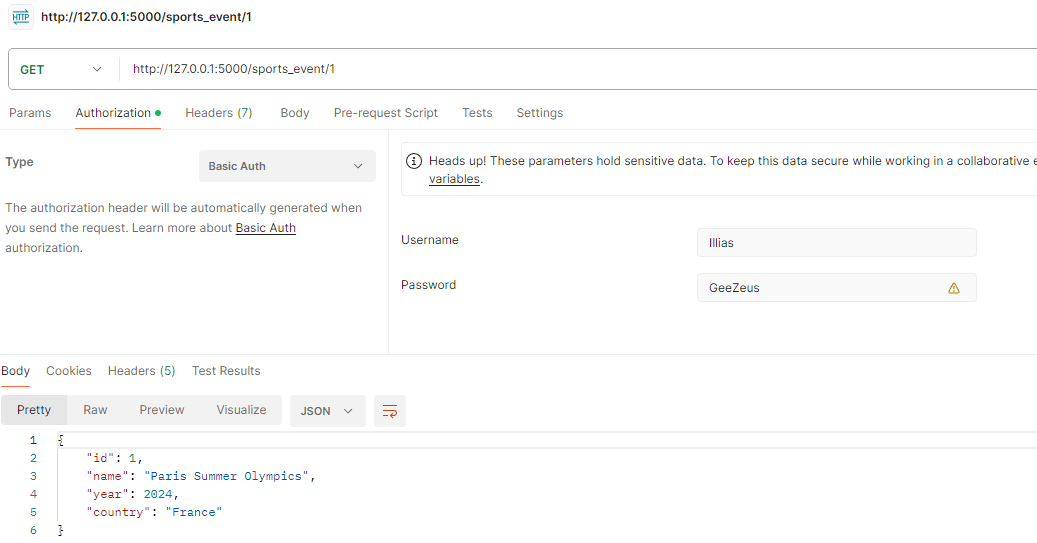 HTTP http://127.0.0.1:5000/sports_event/1
GET http://127.0.0.1:5000/sports_event/1
Params Authorization Headers (7) Body Pre-request Script Tests Settings
Type Basic Auth
The authorization header will be automatically generated when
you send the request. Learn more about Basic Auth
authorization.
Heads up! These parameters hold sensitive data. To keep this data secure while working in a collaborative e
variables.
Username Illias
Password GeeZeus
Body Cookies Headers (5) Test Results
Pretty Raw Preview Visualize JSON
1 {
2 "id": 1,
3 "name": "Paris Summer Olympics",
4 "year": 2024,
5 "country": "France"
6 }